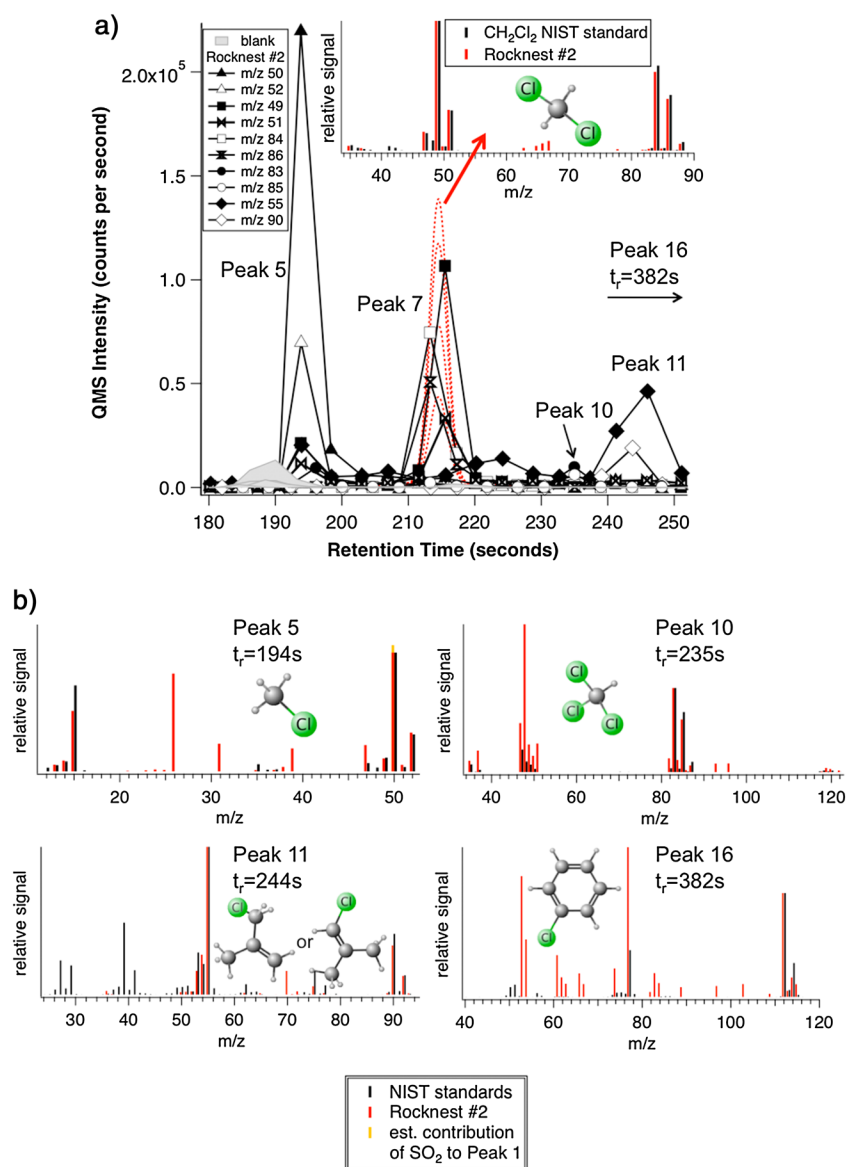 a)
blank
Rocknest #2
m/z 50
m/z 52
m/z 49
m/z 51
m/z 84
m/z 86
m/z 83
m/z 85
m/z 55
m/z 90
CH₂Cl₂ NIST standard
Rocknest #2
relative signal
Cl
Cl
40 50 60 70 80 90
m/z
QMS Intensity (counts per second)
2.0x10⁵
1.5
1.0
0.5
0.0
Peak 5
Peak 7
Peak 16
tᵣ=382s
Peak 10
Peak 11
180 190 200 210 220 230 240 250
Retention Time (seconds)
b)
relative signal
Peak 5
tᵣ=194s
Cl
20 30 40 50
m/z
relative signal
Peak 10
tᵣ=235s
Cl
Cl
Cl
40 60 80 100 120
m/z
relative signal
Peak 11
tᵣ=244s
Cl
or
Cl
30 40 50 60 70 80 90
m/z
relative signal
Peak 16
tᵣ=382s
Cl
40 60 80 100 120
m/z
NIST standards
Rocknest #2
est. contribution
of SO₂ to Peak 1